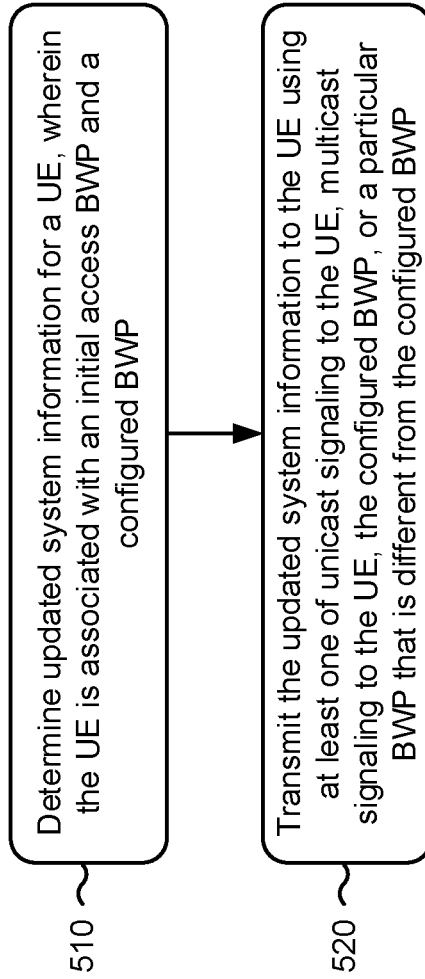 510
Determine updated system information for a UE, wherein
the UE is associated with an initial access BWP and a
configured BWP
520
Transmit the updated system information to the UE using
at least one of unicast signaling to the UE, multicast
signaling to the UE, the configured BWP, or a particular
BWP that is different from the configured BWP